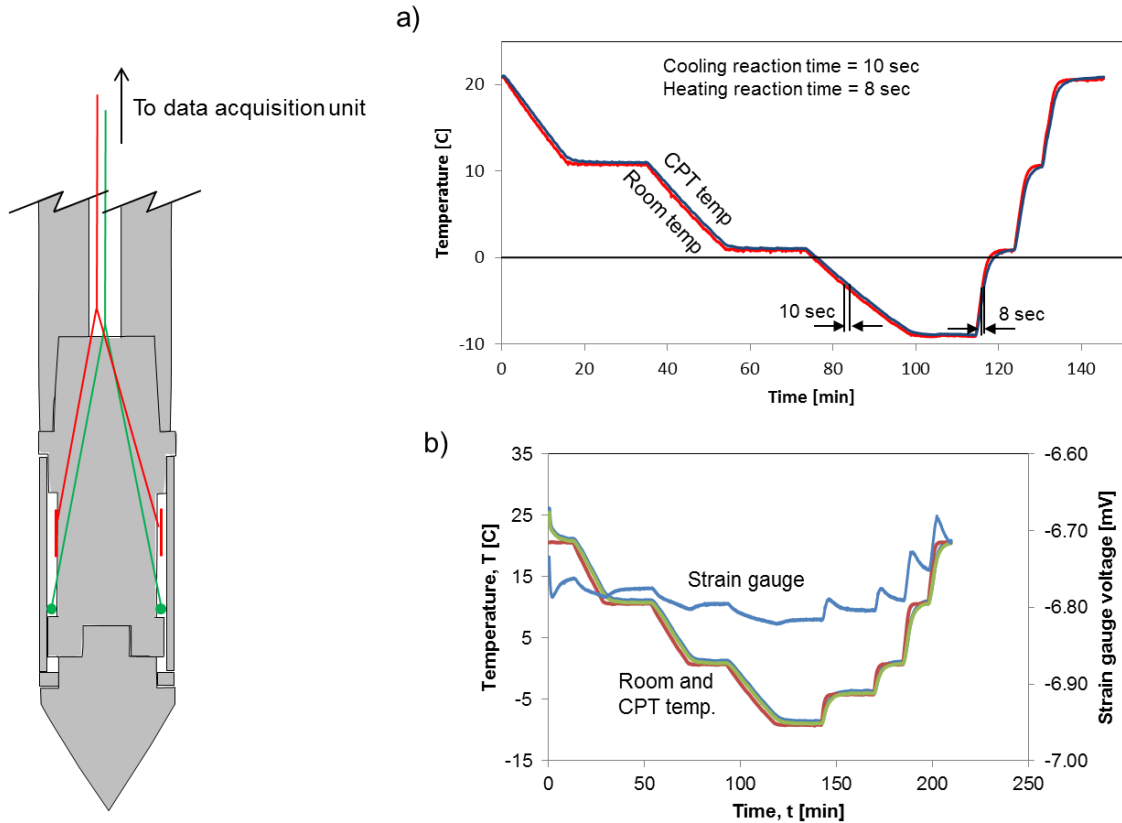 To data acquisition unit
a)
Cooling reaction time = 10 sec
Heating reaction time = 8 sec
Temperature [C]
20
10
0
-10
CPT temp
Room temp
10 sec
8 sec
0 20 40 60 80 100 120 140
Time [min]
b)
Temperature, T [C]
35
25
15
5
-5
-15
Strain gauge
Room and
CPT temp.
-6.60
-6.70
-6.80
-6.90
-7.00
Strain gauge voltage [mV]
0 50 100 150 200 250
Time, t [min]